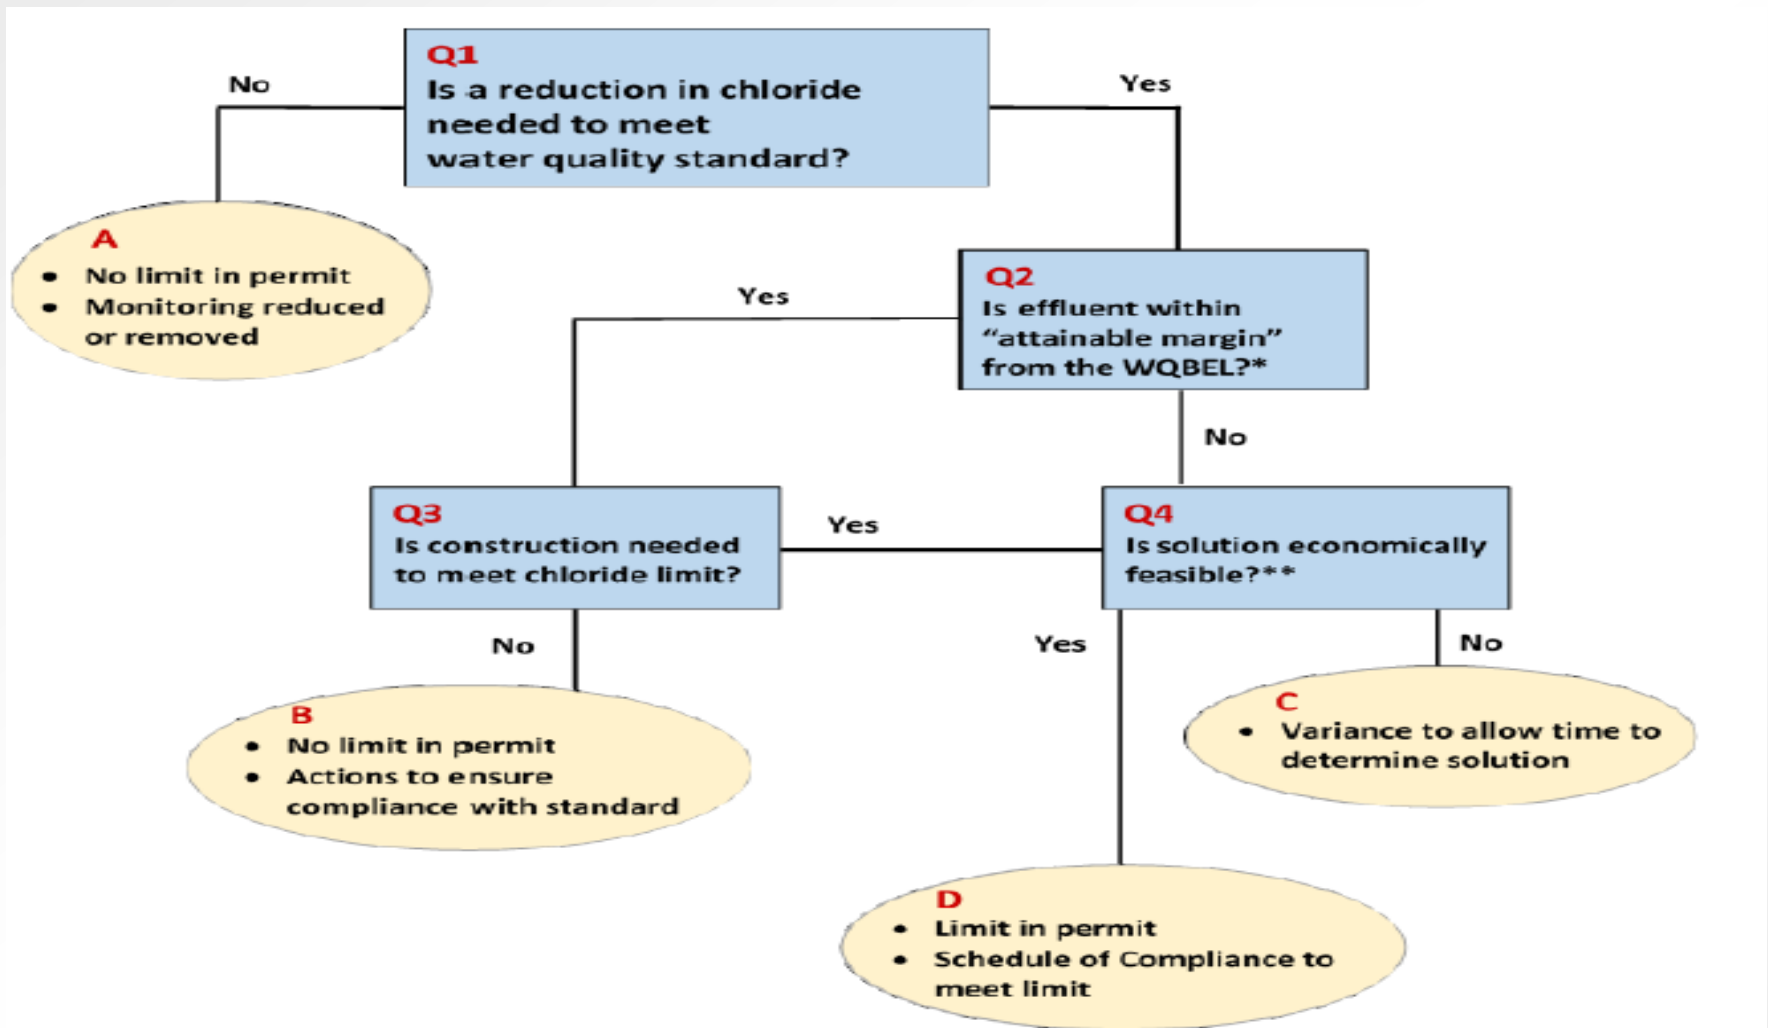 Q1
Is a reduction in chloride
needed to meet
water quality standard?
No
Yes
A
• No limit in permit
• Monitoring reduced
or removed
Q2
Is effluent within
“attainable margin”
from the WQBEL?*
Yes
No
Q3
Is construction needed
to meet chloride limit?
Yes
Q4
Is solution economically
feasible?**
No
Yes
No
B
• No limit in permit
• Actions to ensure
compliance with standard
C
• Variance to allow time to
determine solution
D
• Limit in permit
• Schedule of Compliance to
meet limit